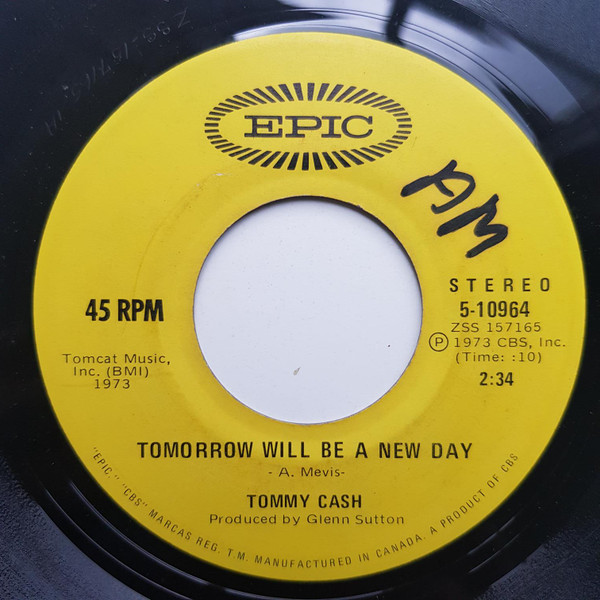 EPIC
AM
STEREO
5-10964
ZSS 157165
Ⓟ 1973 CBS, Inc.
(Time: :10)
2:34
45 RPM
Tomcat Music,
Inc. (BMI)
1973
TOMORROW WILL BE A NEW DAY
- A. Mevis-
TOMMY CASH
Produced by Glenn Sutton
"EPIC," "CBS" MARCAS REG. T.M. MANUFACTURED IN CANADA. A PRODUCT OF CBS